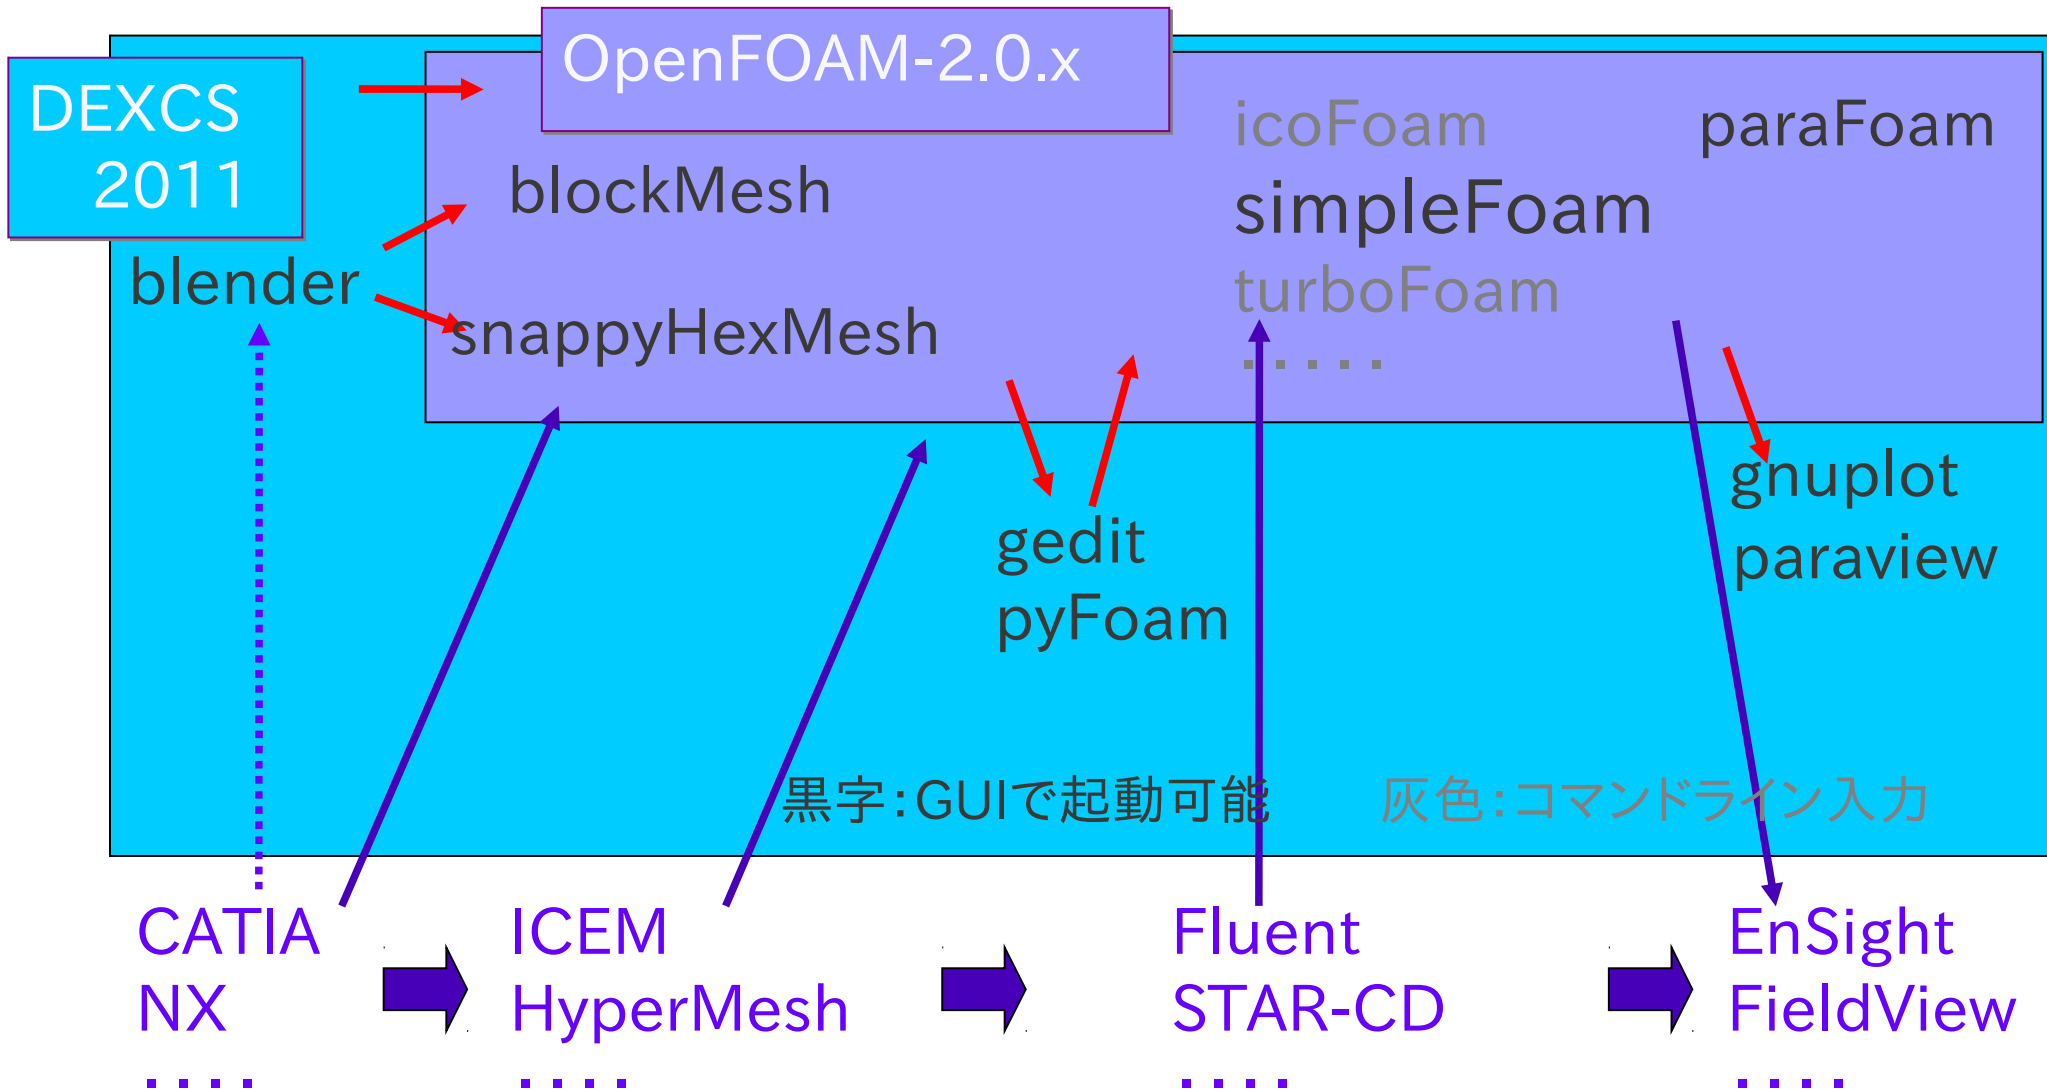 OpenFOAM-2.0.x
DEXCS
2011
icoFoam
paraFoam
blockMesh
simpleFoam
blender
turboFoam
snappyHexMesh
・・・・・
gnuplot
gedit
paraview
pyFoam
黒字：GUIで起動可能
灰色：コマンドライン入力
CATIA
NX
・・・・
ICEM
HyperMesh
・・・・
Fluent
STAR-CD
・・・・
EnSight
FieldView
・・・・